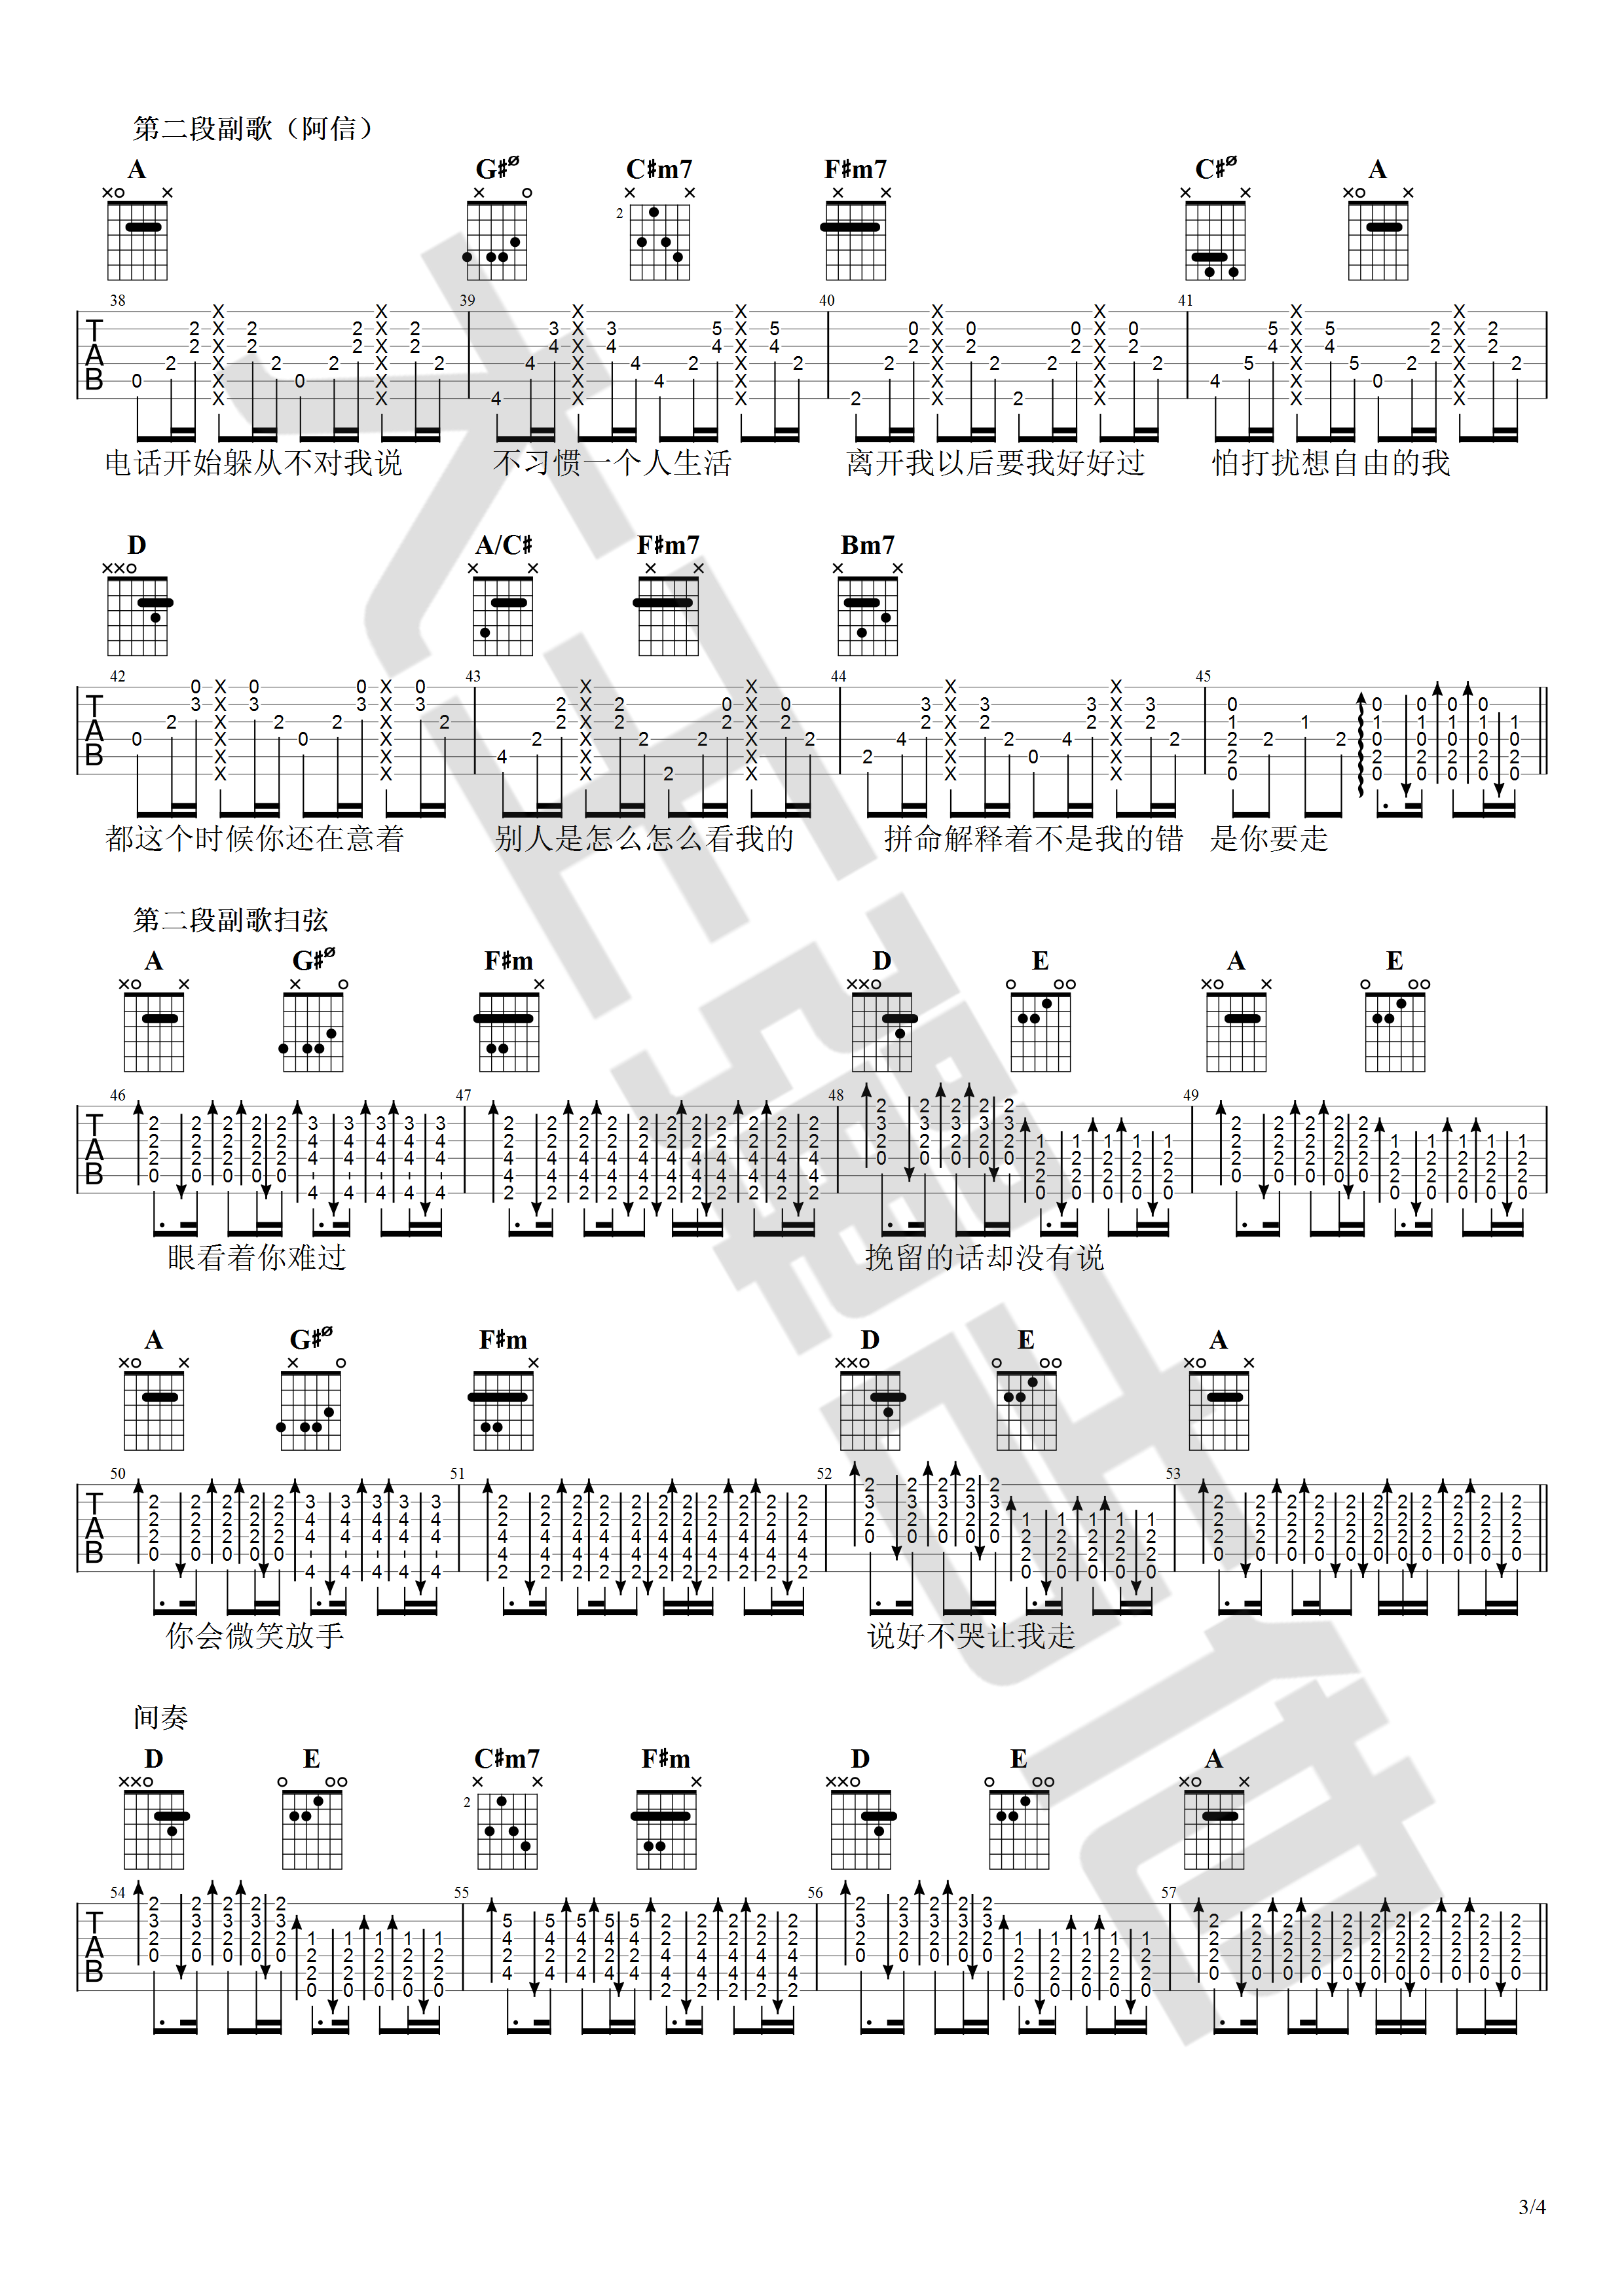 第二段副歌（阿信）
A G♯ø C♯m7 F♯m7 C♯ø A
38 39 40 41
电话开始躲从不对我说 不习惯一个人生活 离开我以后要我好好过 怕打扰想自由的我
D A/C♯ F♯m7 Bm7
42 43 44 45
都这个时候你还在意着 别人是怎么怎么看我的 拼命解释着不是我的错 是你要走
第二段副歌扫弦
A G♯ø F♯m D E A E
46 47 48 49
眼看着你难过 挽留的话却没有说
A G♯ø F♯m D E A
50 51 52 53
你会微笑放手 说好不哭让我走
间奏
D E C♯m7 F♯m D E A
54 55 56 57
3/4